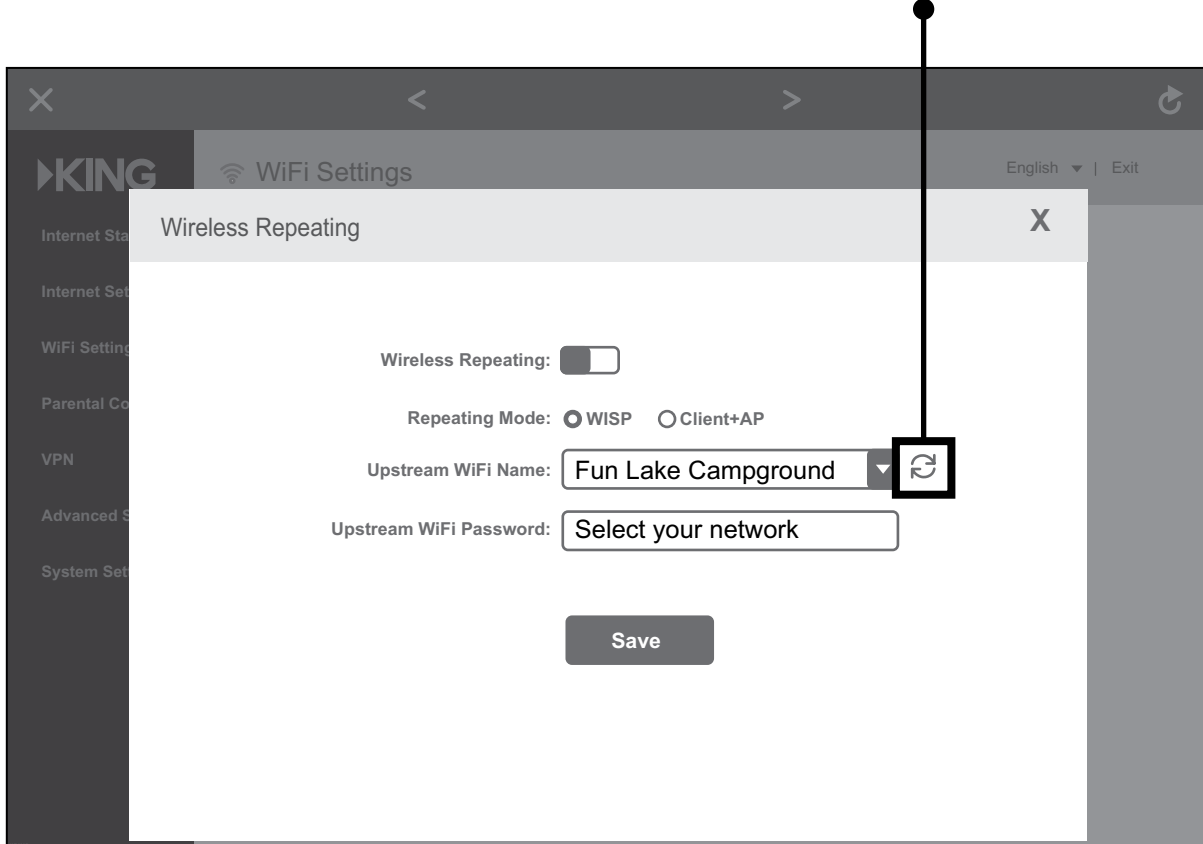 KING
WiFi Settings
English | Exit
Wireless Repeating X
Internet Sta
Internet Set
WiFi Setting
Parental Co
VPN
Advanced S
System Set
Wireless Repeating:
Repeating Mode: WISP Client+AP
Upstream WiFi Name: Fun Lake Campground
Upstream WiFi Password: Select your network
Save